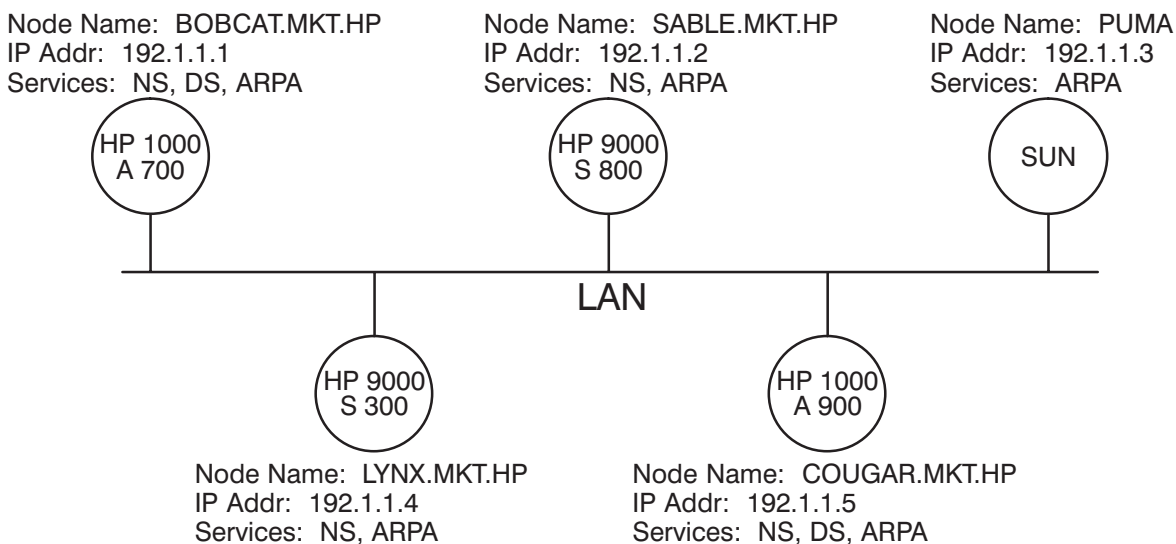 Node Name: BOBCAT.MKT.HP
IP Addr: 192.1.1.1
Services: NS, DS, ARPA
HP 1000
A 700
Node Name: SABLE.MKT.HP
IP Addr: 192.1.1.2
Services: NS, ARPA
HP 9000
S 800
Node Name: PUMA
IP Addr: 192.1.1.3
Services: ARPA
SUN
LAN
HP 9000
S 300
Node Name: LYNX.MKT.HP
IP Addr: 192.1.1.4
Services: NS, ARPA
HP 1000
A 900
Node Name: COUGAR.MKT.HP
IP Addr: 192.1.1.5
Services: NS, DS, ARPA